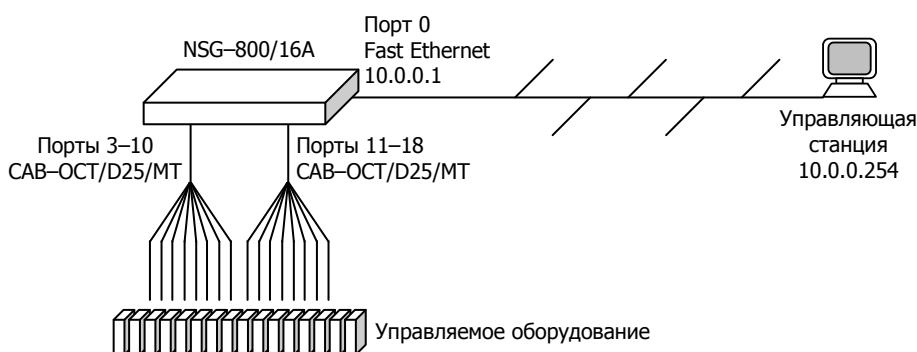 NSG–800/16A
Порт 0
Fast Ethernet
10.0.0.1
Управляющая
станция
10.0.0.254
Порты 3–10
CAB–OCT/D25/MT
Порты 11–18
CAB–OCT/D25/MT
Управляемое оборудование